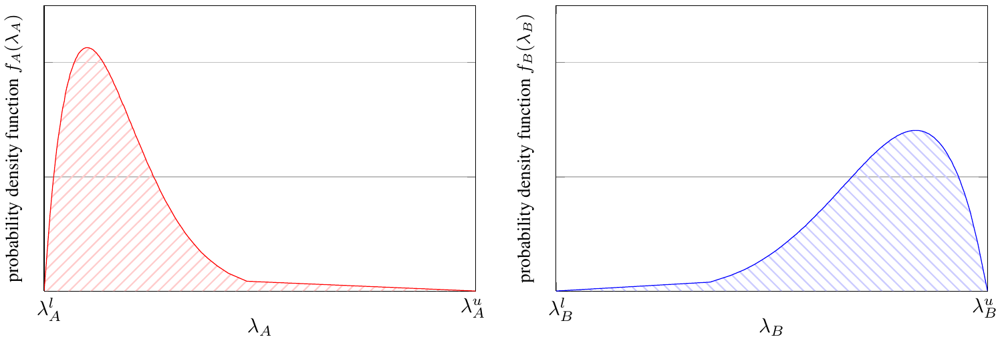 probability density function f_A(λ_A)
λ_A^l
λ_A^u
λ_A
probability density function f_B(λ_B)
λ_B^l
λ_B^u
λ_B